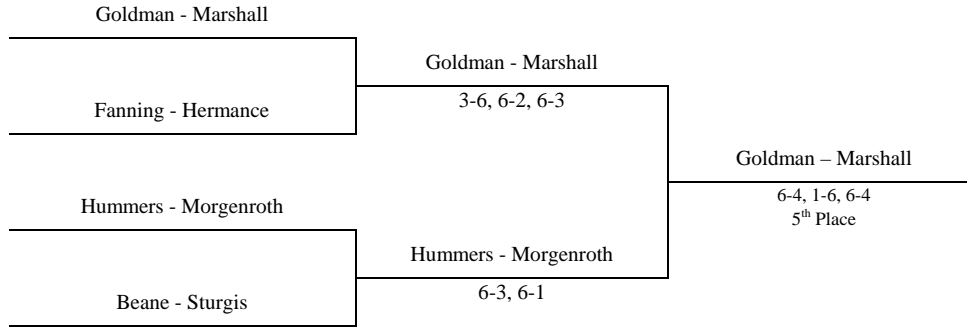 Goldman - Marshall
Goldman - Marshall
3-6, 6-2, 6-3
Fanning - Hermance
Goldman – Marshall
6-4, 1-6, 6-4
5th Place
Hummers - Morgenroth
Hummers - Morgenroth
6-3, 6-1
Beane - Sturgis